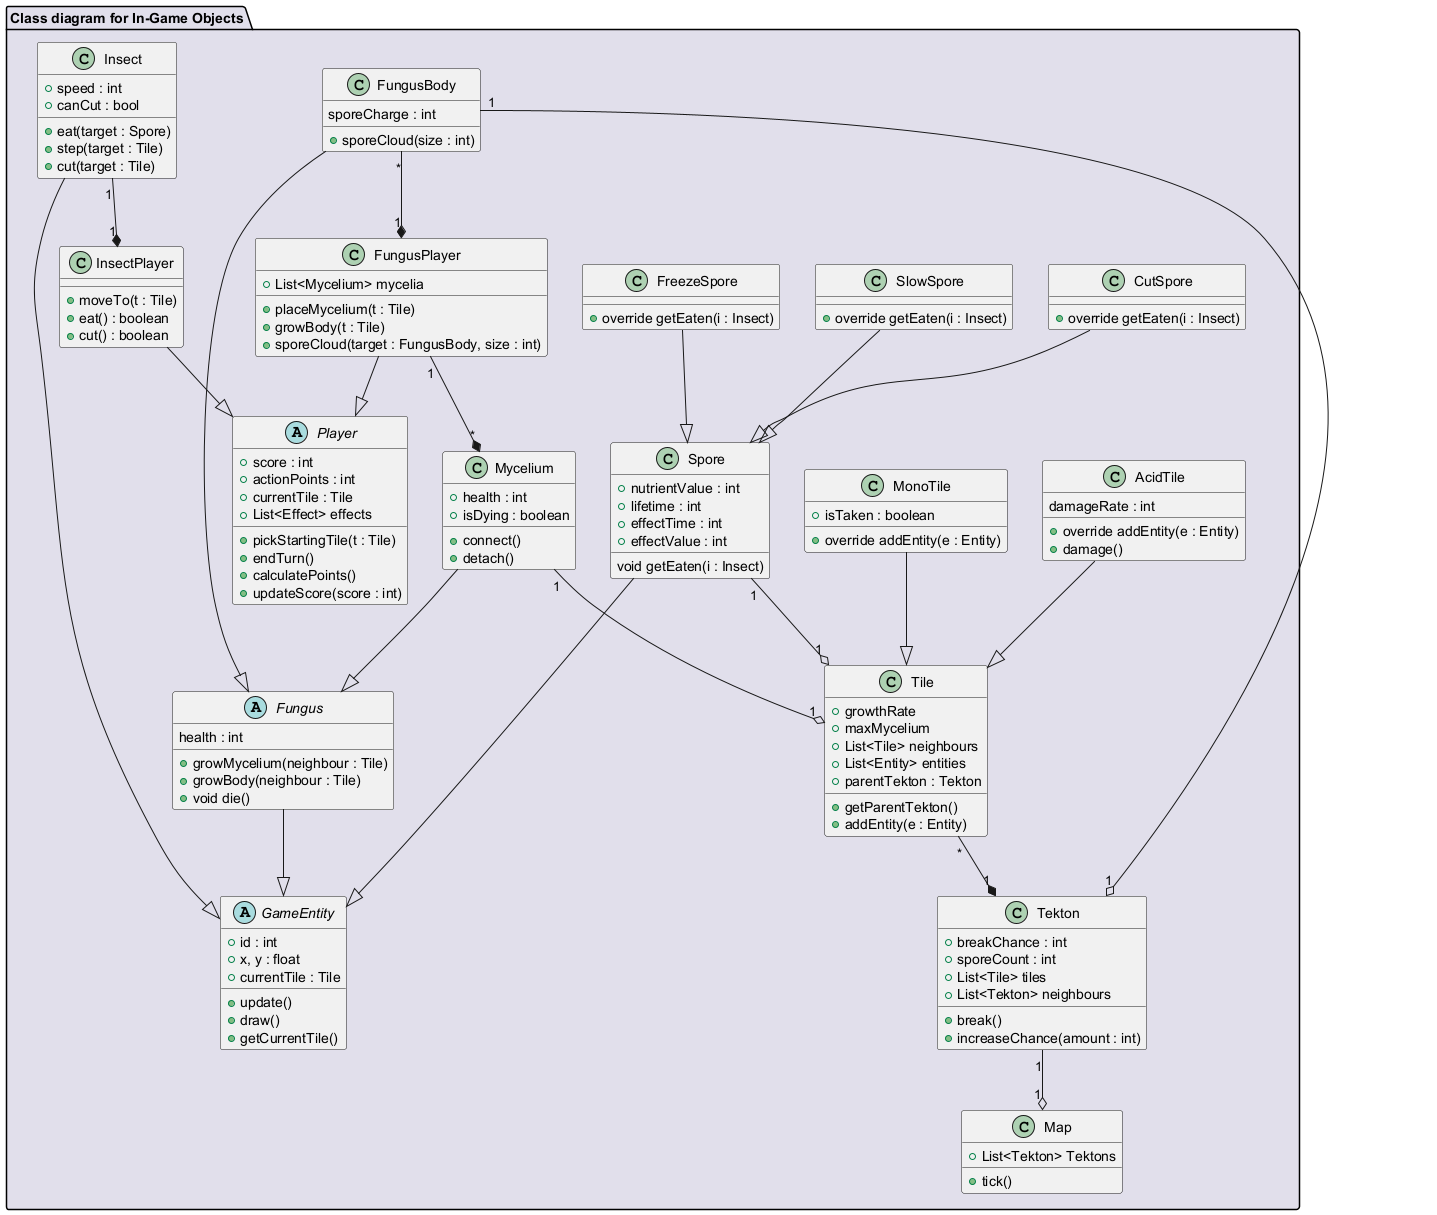 Class diagram for In-Game Objects
C Insect
speed : int
canCut : bool
eat(target : Spore)
step(target : Tile)
cut(target : Tile)
C FungusBody
sporeCharge : int
sporeCloud(size : int)
1
1
1
*
1
C InsectPlayer
moveTo(t : Tile)
eat() : boolean
cut() : boolean
C FungusPlayer
List<Mycelium> mycelia
placeMycelium(t : Tile)
growBody(t : Tile)
sporeCloud(target : FungusBody, size : int)
C FreezeSpore
override getEaten(i : Insect)
C SlowSpore
override getEaten(i : Insect)
C CutSpore
override getEaten(i : Insect)
1
*
A Player
score : int
actionPoints : int
currentTile : Tile
List<Effect> effects
pickStartingTile(t : Tile)
endTurn()
calculatePoints()
updateScore(score : int)
C Mycelium
health : int
isDying : boolean
connect()
detach()
C Spore
nutrientValue : int
lifetime : int
effectTime : int
effectValue : int
void getEaten(i : Insect)
C MonoTile
isTaken : boolean
override addEntity(e : Entity)
C AcidTile
damageRate : int
override addEntity(e : Entity)
damage()
1
1
1
1
A Fungus
health : int
growMycelium(neighbour : Tile)
growBody(neighbour : Tile)
void die()
C Tile
growthRate
maxMycelium
List<Tile> neighbours
List<Entity> entities
parentTekton : Tekton
getParentTekton()
addEntity(e : Entity)
*
1
1
A GameEntity
id : int
x, y : float
currentTile : Tile
update()
draw()
getCurrentTile()
C Tekton
breakChance : int
sporeCount : int
List<Tile> tiles
List<Tekton> neighbours
break()
increaseChance(amount : int)
1
1
C Map
List<Tekton> Tektons
tick()